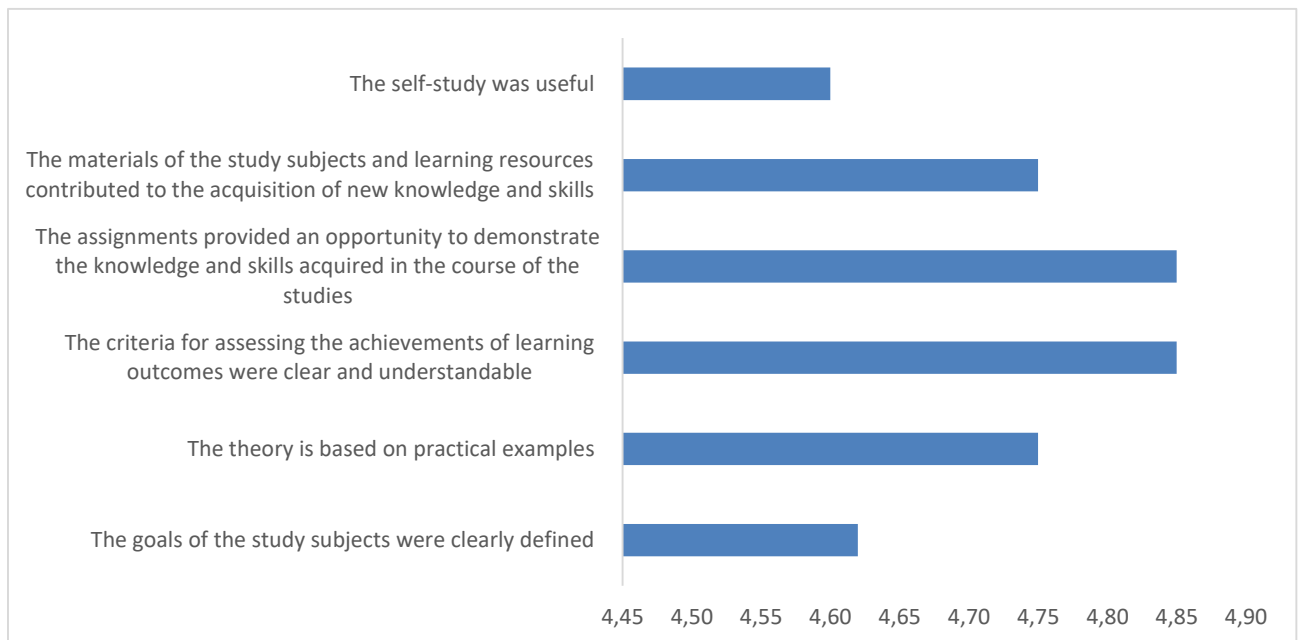 The self-study was useful
The materials of the study subjects and learning resources
contributed to the acquisition of new knowledge and skills
The assignments provided an opportunity to demonstrate
the knowledge and skills acquired in the course of the
studies
The criteria for assessing the achievements of learning
outcomes were clear and understandable
The theory is based on practical examples
The goals of the study subjects were clearly defined
4,45 4,50 4,55 4,60 4,65 4,70 4,75 4,80 4,85 4,90